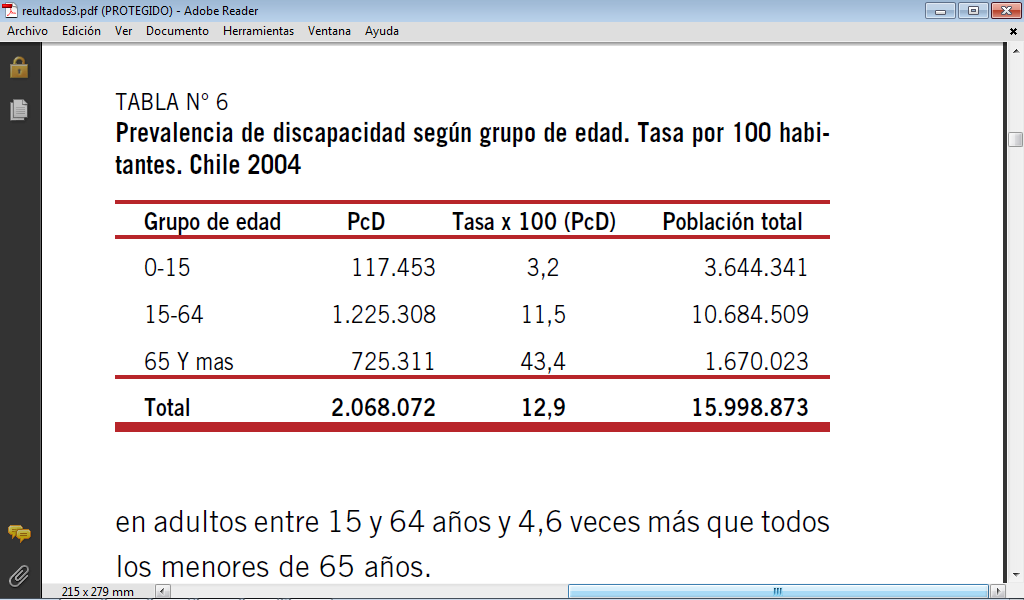 reultados3.pdf (PROTEGIDO) - Adobe Reader
Archivo Edición Ver Documento Herramientas Ventana Ayuda
TABLA N° 6
Prevalencia de discapacidad según grupo de edad. Tasa por 100 habi-
tantes. Chile 2004
Grupo de edad PcD Tasa x 100 (PcD) Población total
0-15 117.453 3,2 3.644.341
15-64 1.225.308 11,5 10.684.509
65 Y mas 725.311 43,4 1.670.023
Total 2.068.072 12,9 15.998.873
en adultos entre 15 y 64 años y 4,6 veces más que todos
los menores de 65 años.
215 x 279 mm